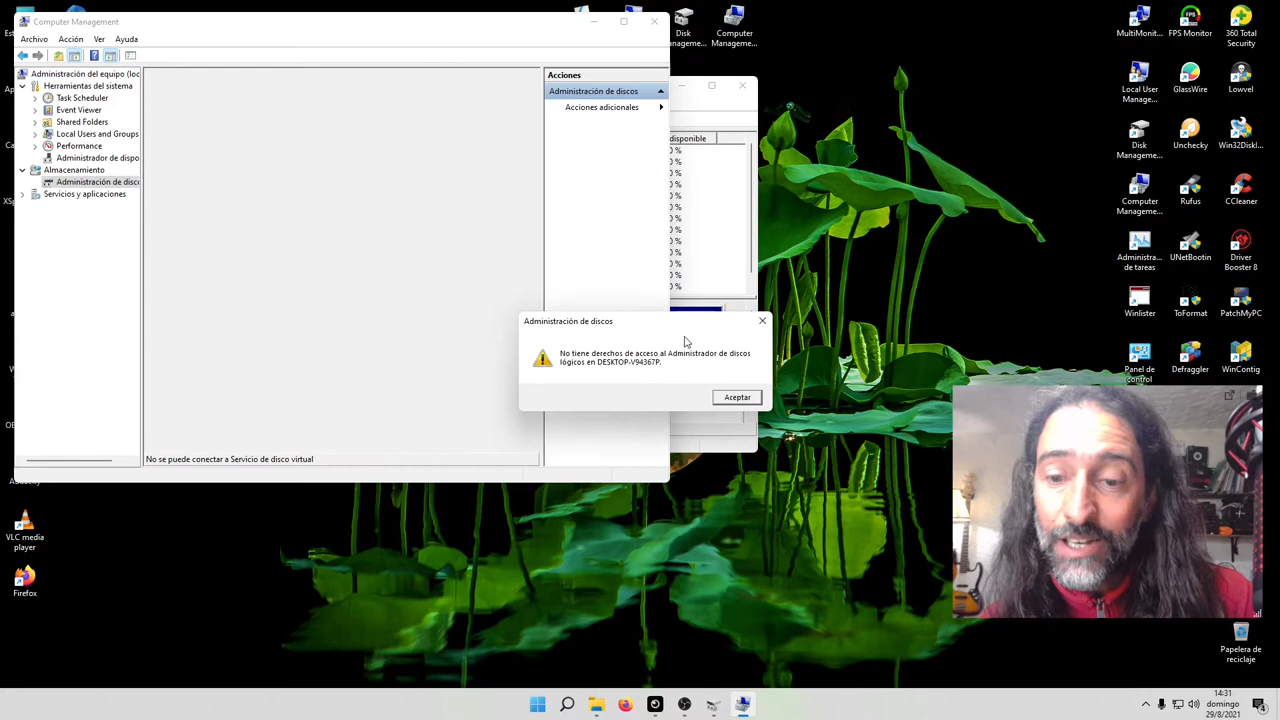 Computer Management
Archivo Acción Ver Ayuda
Administración del equipo (loc
Herramientas del sistema
Task Scheduler
Event Viewer
Shared Folders
Local Users and Groups
Performance
Administrador de dispo
Almacenamiento
Administración de disco
Servicios y aplicaciones
No se puede conectar a Servicio de disco virtual
Acciones
Administración de discos
Acciones adicionales
disponible
Administración de discos
No tiene derechos de acceso al Administrador de discos
lógicos en DESKTOP-V94367P.
Aceptar
Disk
Manageme...
Computer
Manageme...
MultiMonit...
FPS Monitor
360 Total
Security
Local User
Manage...
GlassWire
Lowvel
Disk
Manageme...
Unchecky
Win32DiskI...
Computer
Manageme...
Rufus
CCleaner
Administra...
de tareas
UNetBootin
Driver
Booster 8
Winlister
ToFormat
PatchMyPC
Panel de
control
Defraggler
WinContig
VLC media
player
Firefox
Papelera de
reciclaje
14:31
domingo
29/8/2021